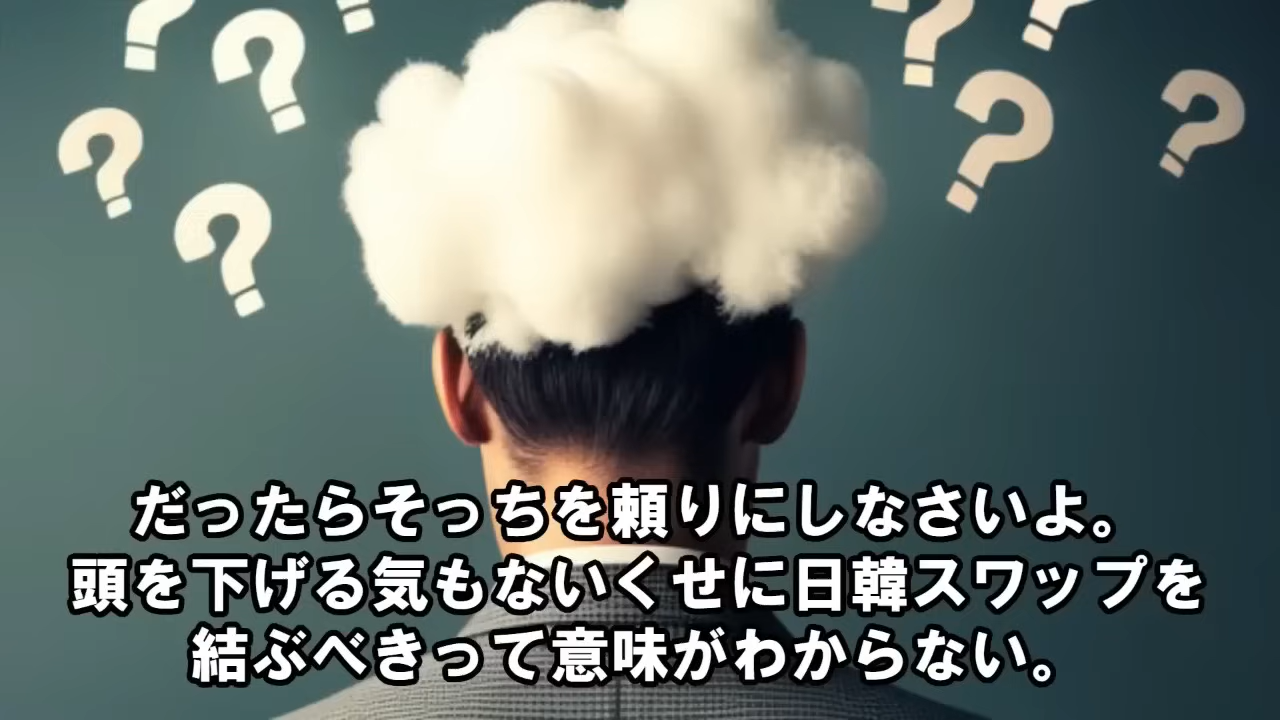 だったらそっちを頼りにしなさいよ。
頭を下げる気もないくせに日韓スワップを
結ぶべきって意味がわからない。